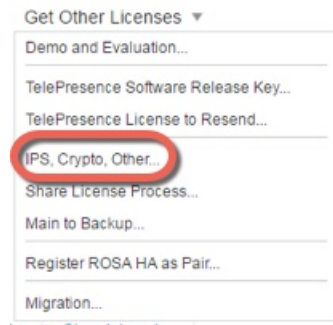 Get Other Licenses ▼
Demo and Evaluation...
TelePresence Software Release Key...
TelePresence License to Resend...
IPS, Crypto, Other...
Share License Process...
Main to Backup...
Register ROSA HA as Pair...
Migration...